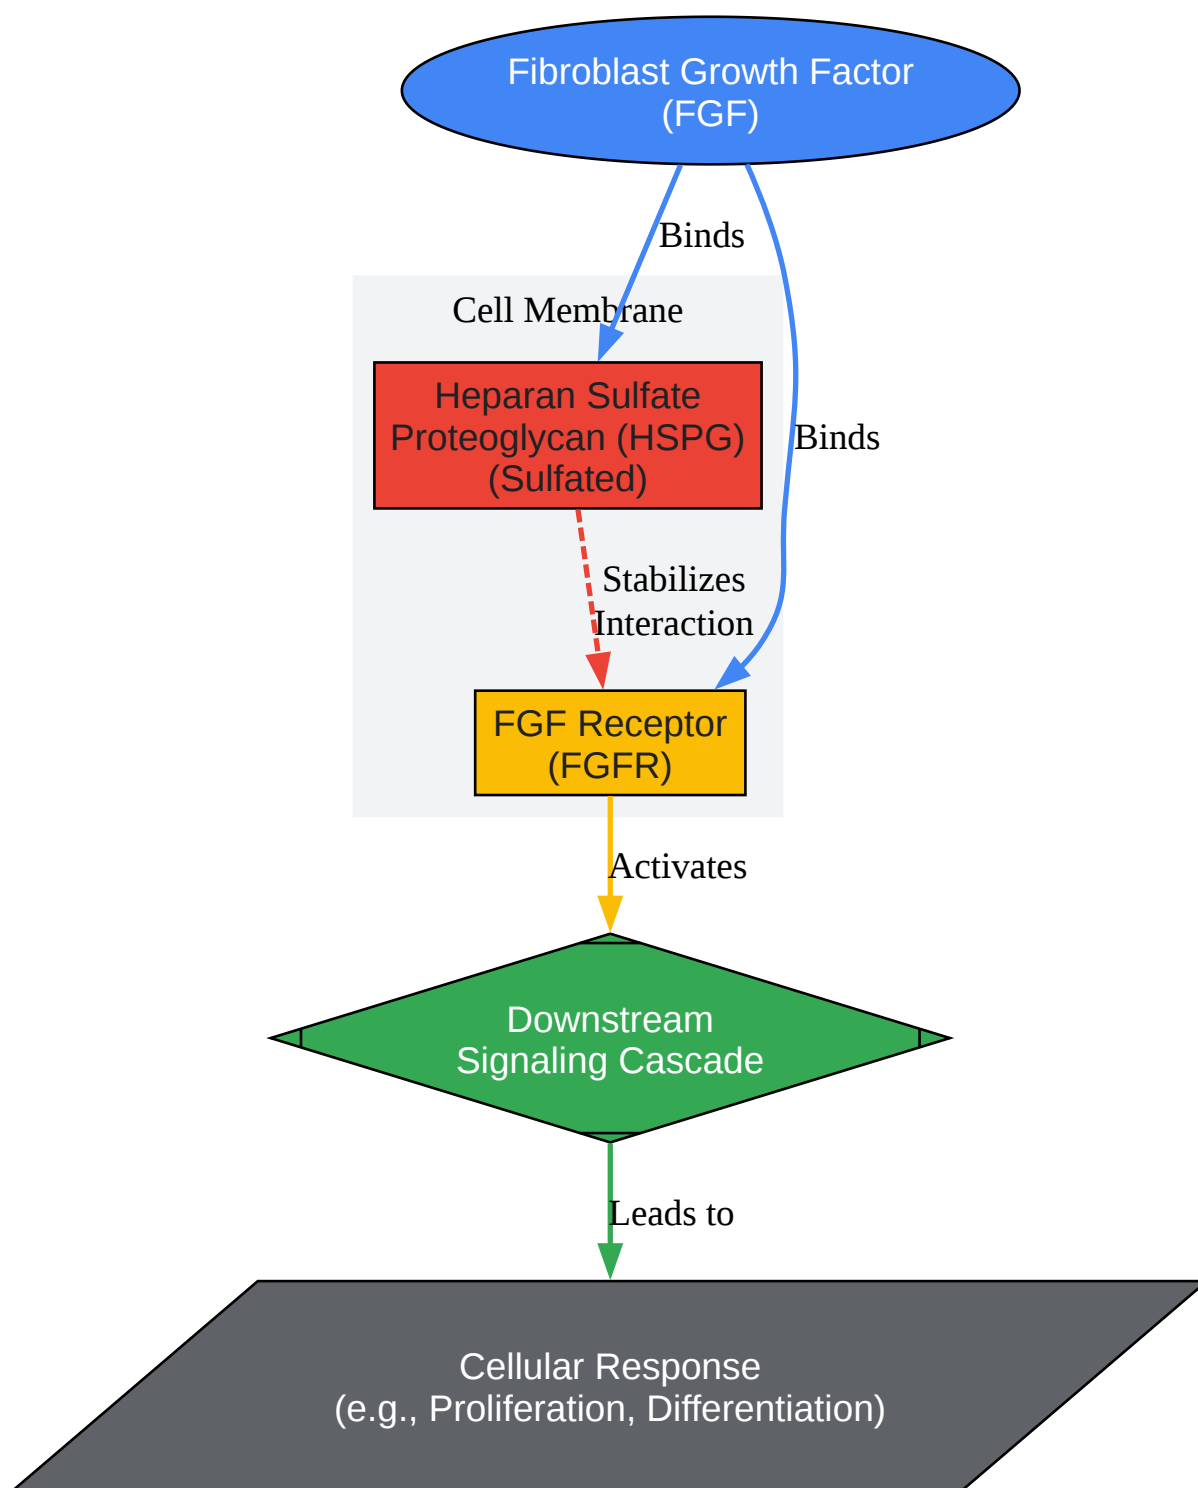 Fibroblast Growth Factor
(FGF)
Binds
Cell Membrane
Heparan Sulfate
Proteoglycan (HSPG)
(Sulfated)
Binds
Stabilizes
Interaction
FGF Receptor
(FGFR)
Activates
Downstream
Signaling Cascade
Leads to
Cellular Response
(e.g., Proliferation, Differentiation)